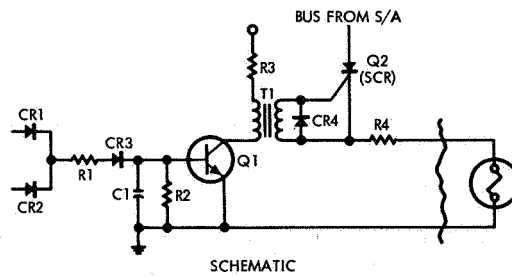 BUS FROM S/A
R3
Q2
(SCR)
T1
CR1
CR3
CR4
R4
Q1
R1
C1
R2
CR2
SCHEMATIC